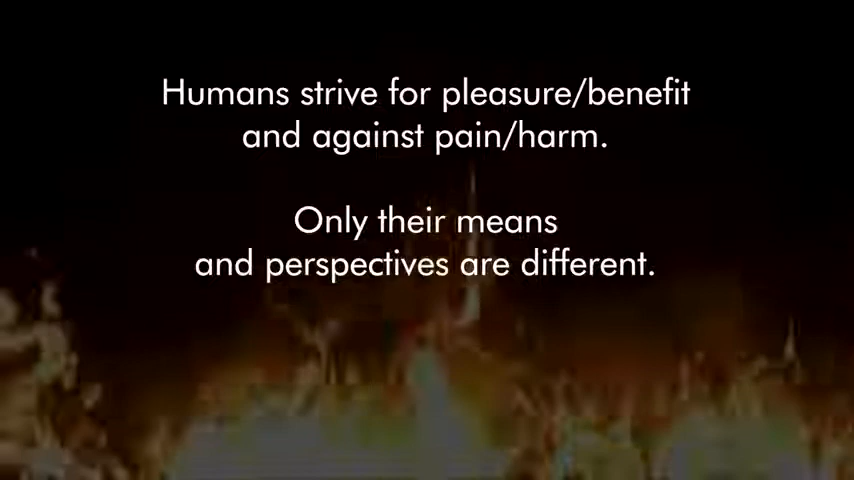 Humans strive for pleasure/benefit
and against pain/harm.
Only their means
and perspectives are different.